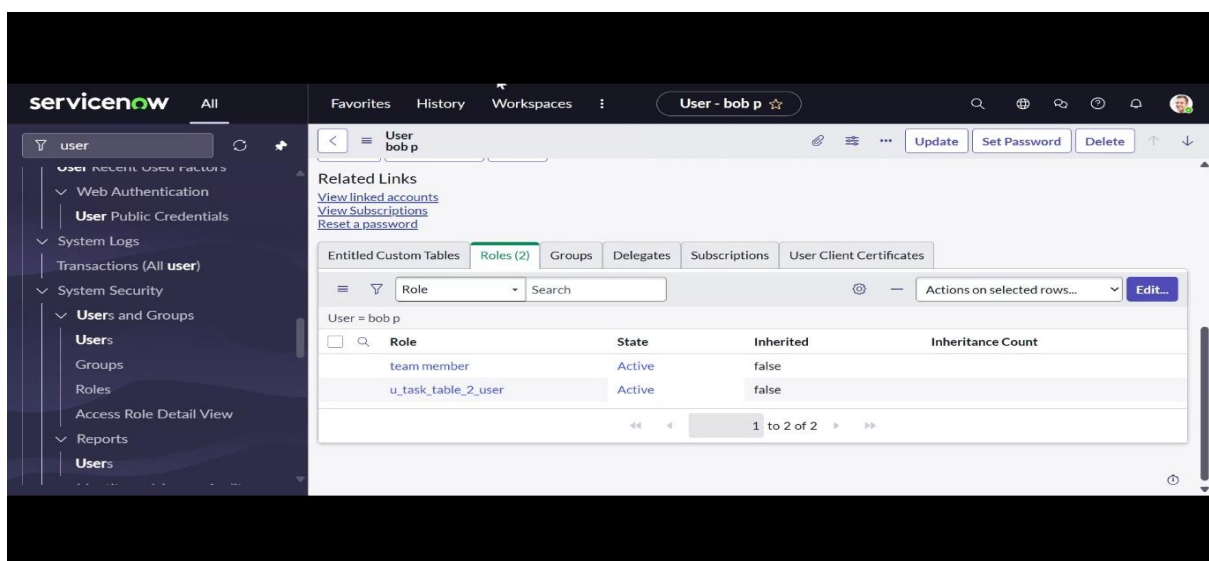 servicenow All Favorites History Workspaces User - bob p
user
User bob p
Update Set Password Delete
User Recent Used Factors
Web Authentication
User Public Credentials
System Logs
Transactions (All user)
System Security
Users and Groups
Users
Groups
Roles
Access Role Detail View
Reports
Users
Related Links
View linked accounts
View Subscriptions
Reset a password
Entitled Custom Tables Roles (2) Groups Delegates Subscriptions User Client Certificates
Role Search Actions on selected rows... Edit...
User = bob p
Role State Inherited Inheritance Count
team member Active false
u_task_table_2_user Active false
1 to 2 of 2